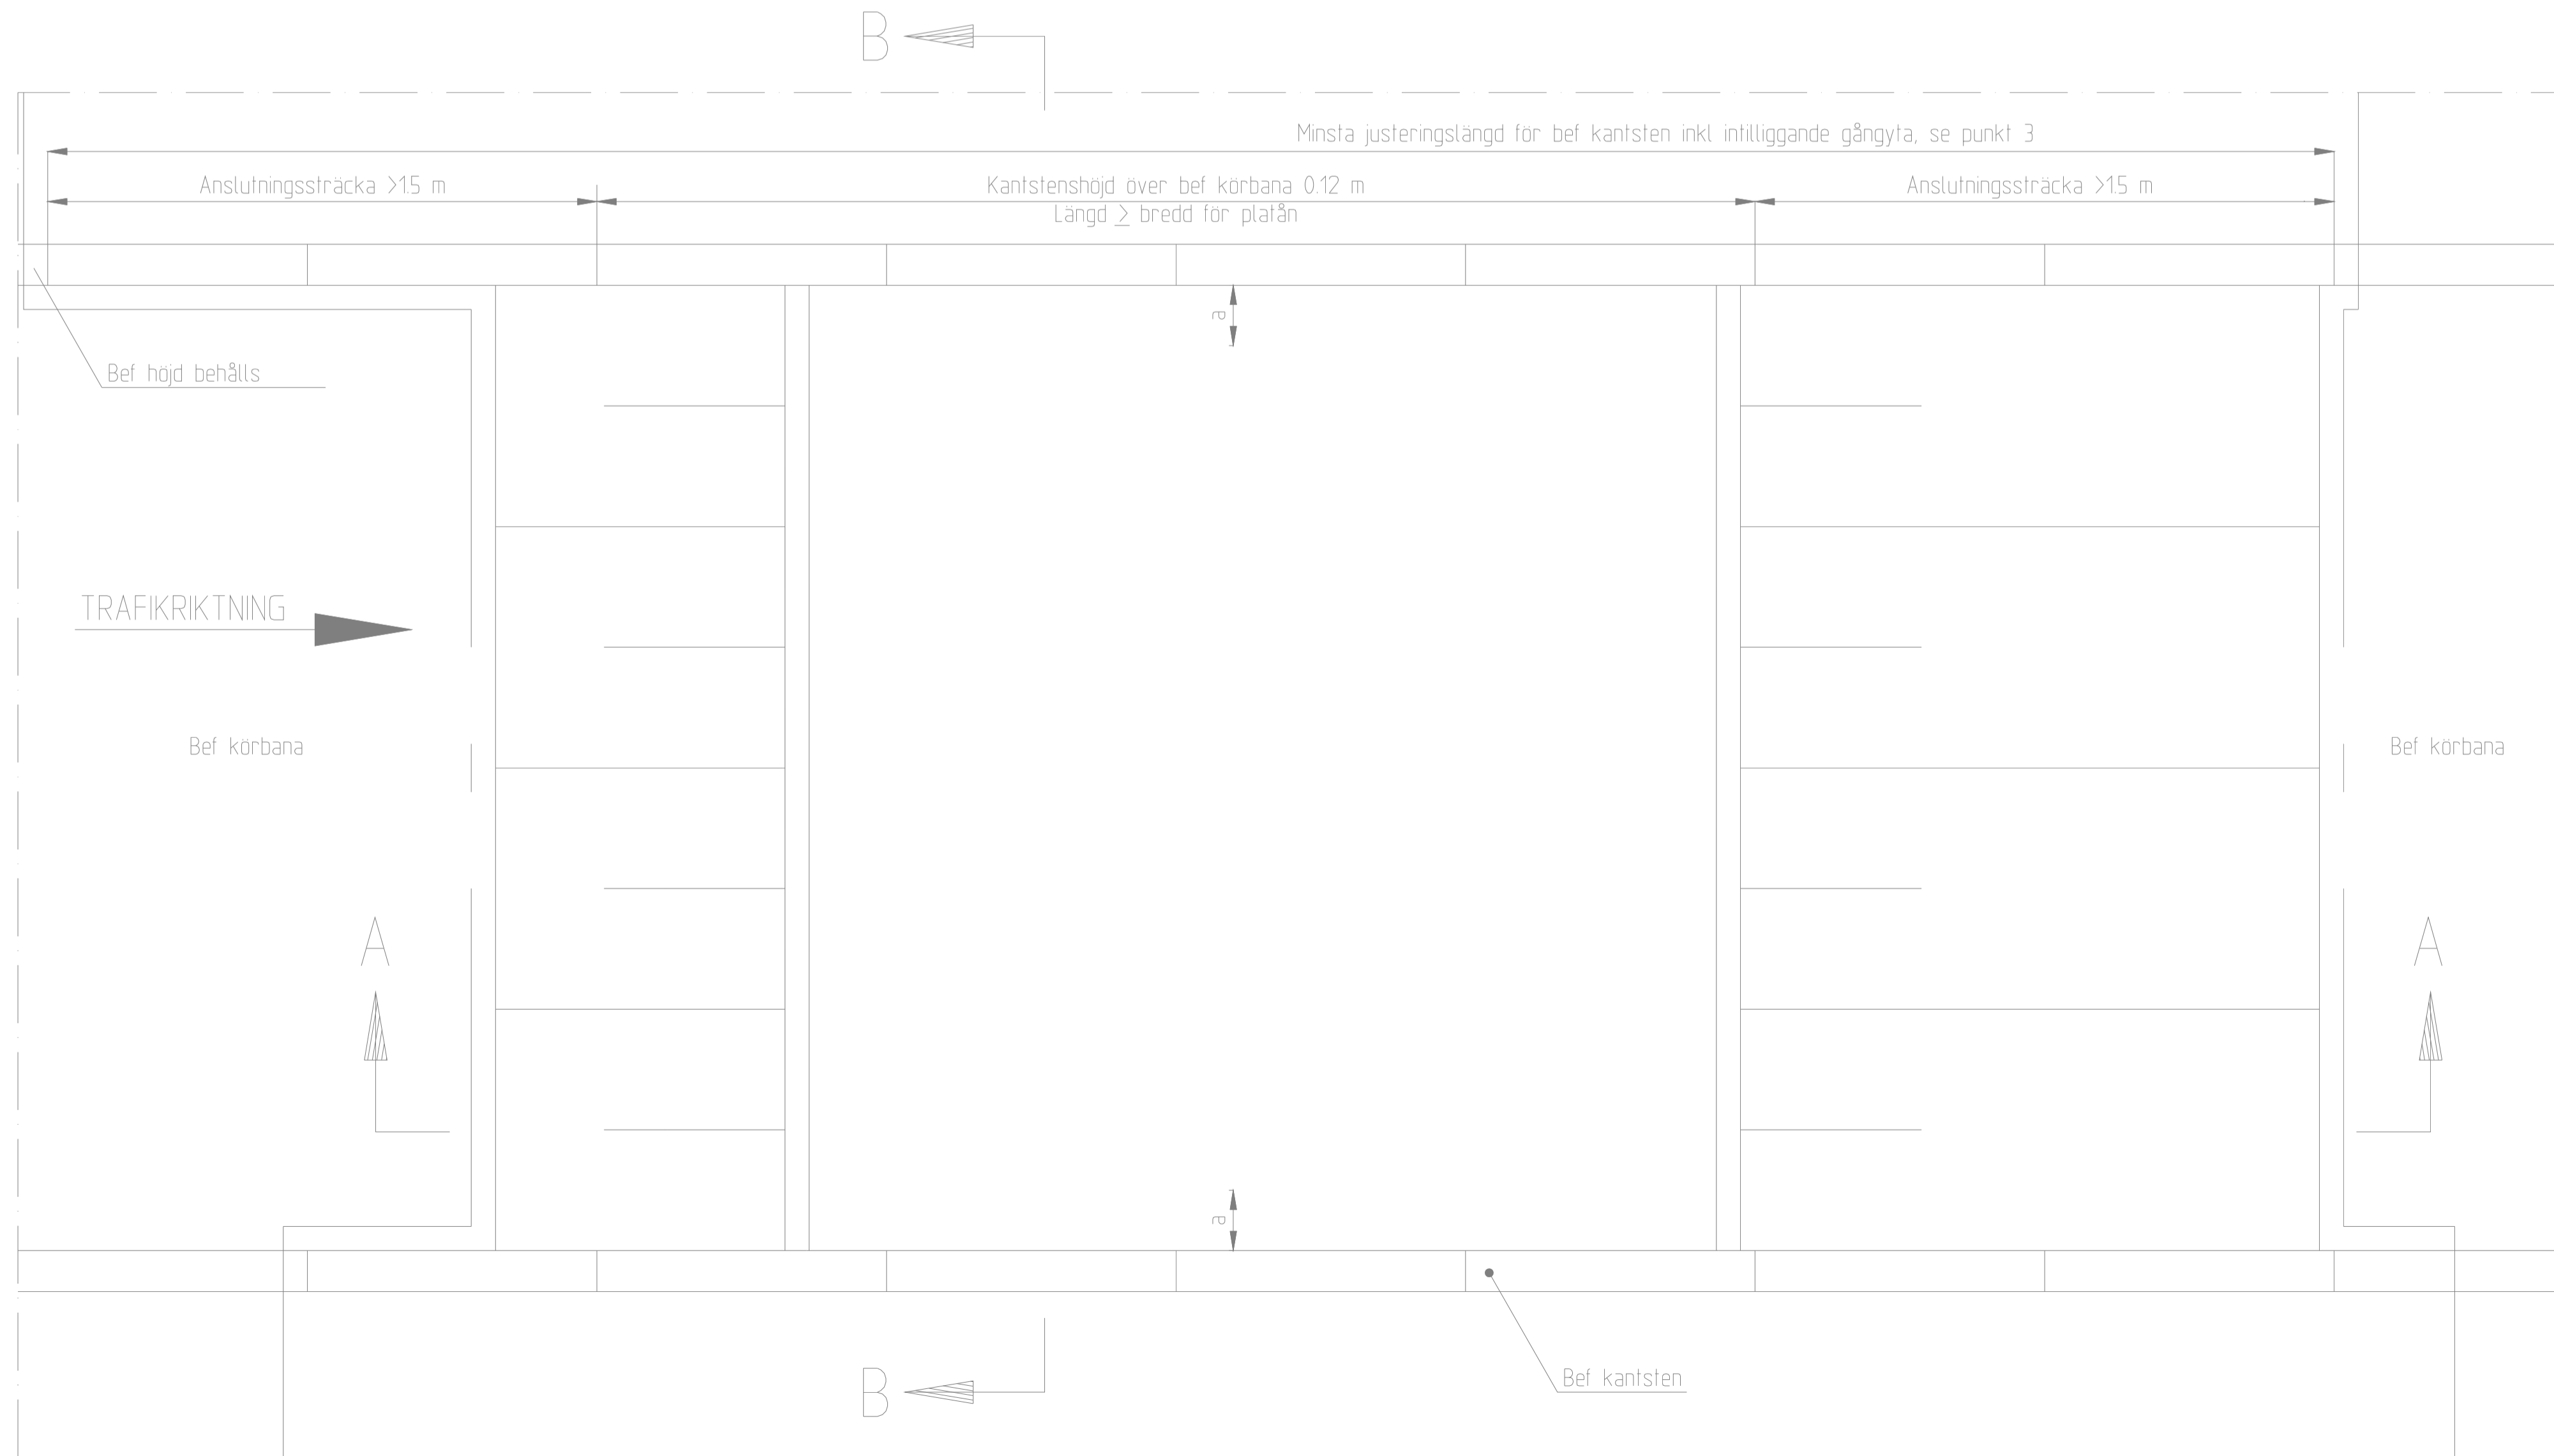 B
Minsta justeringslängd för bef kantsten inkl intilliggande gångyta, se punkt 3
Anslutningssträcka >1.5 m
Kantstenshöjd över bef körbana 0.12 m
Längd ≥ bredd för platån
Anslutningssträcka >1.5 m
a
Bef höjd behålls
TRAFIKRIKTNING
Bef körbana
Bef körbana
A
A
a
Bef kantsten
B